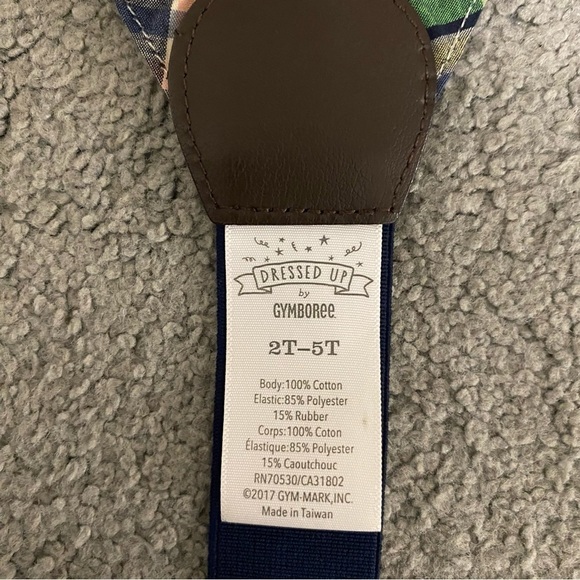 DRESSED UP
by
GYMBOREE
2T–5T
Body:100% Cotton
Elastic:85% Polyester
15% Rubber
Corps:100% Coton
Élastique:85% Polyester
15% Caoutchouc
RN70530/CA31802
©2017 GYM-MARK,INC.
Made in Taiwan